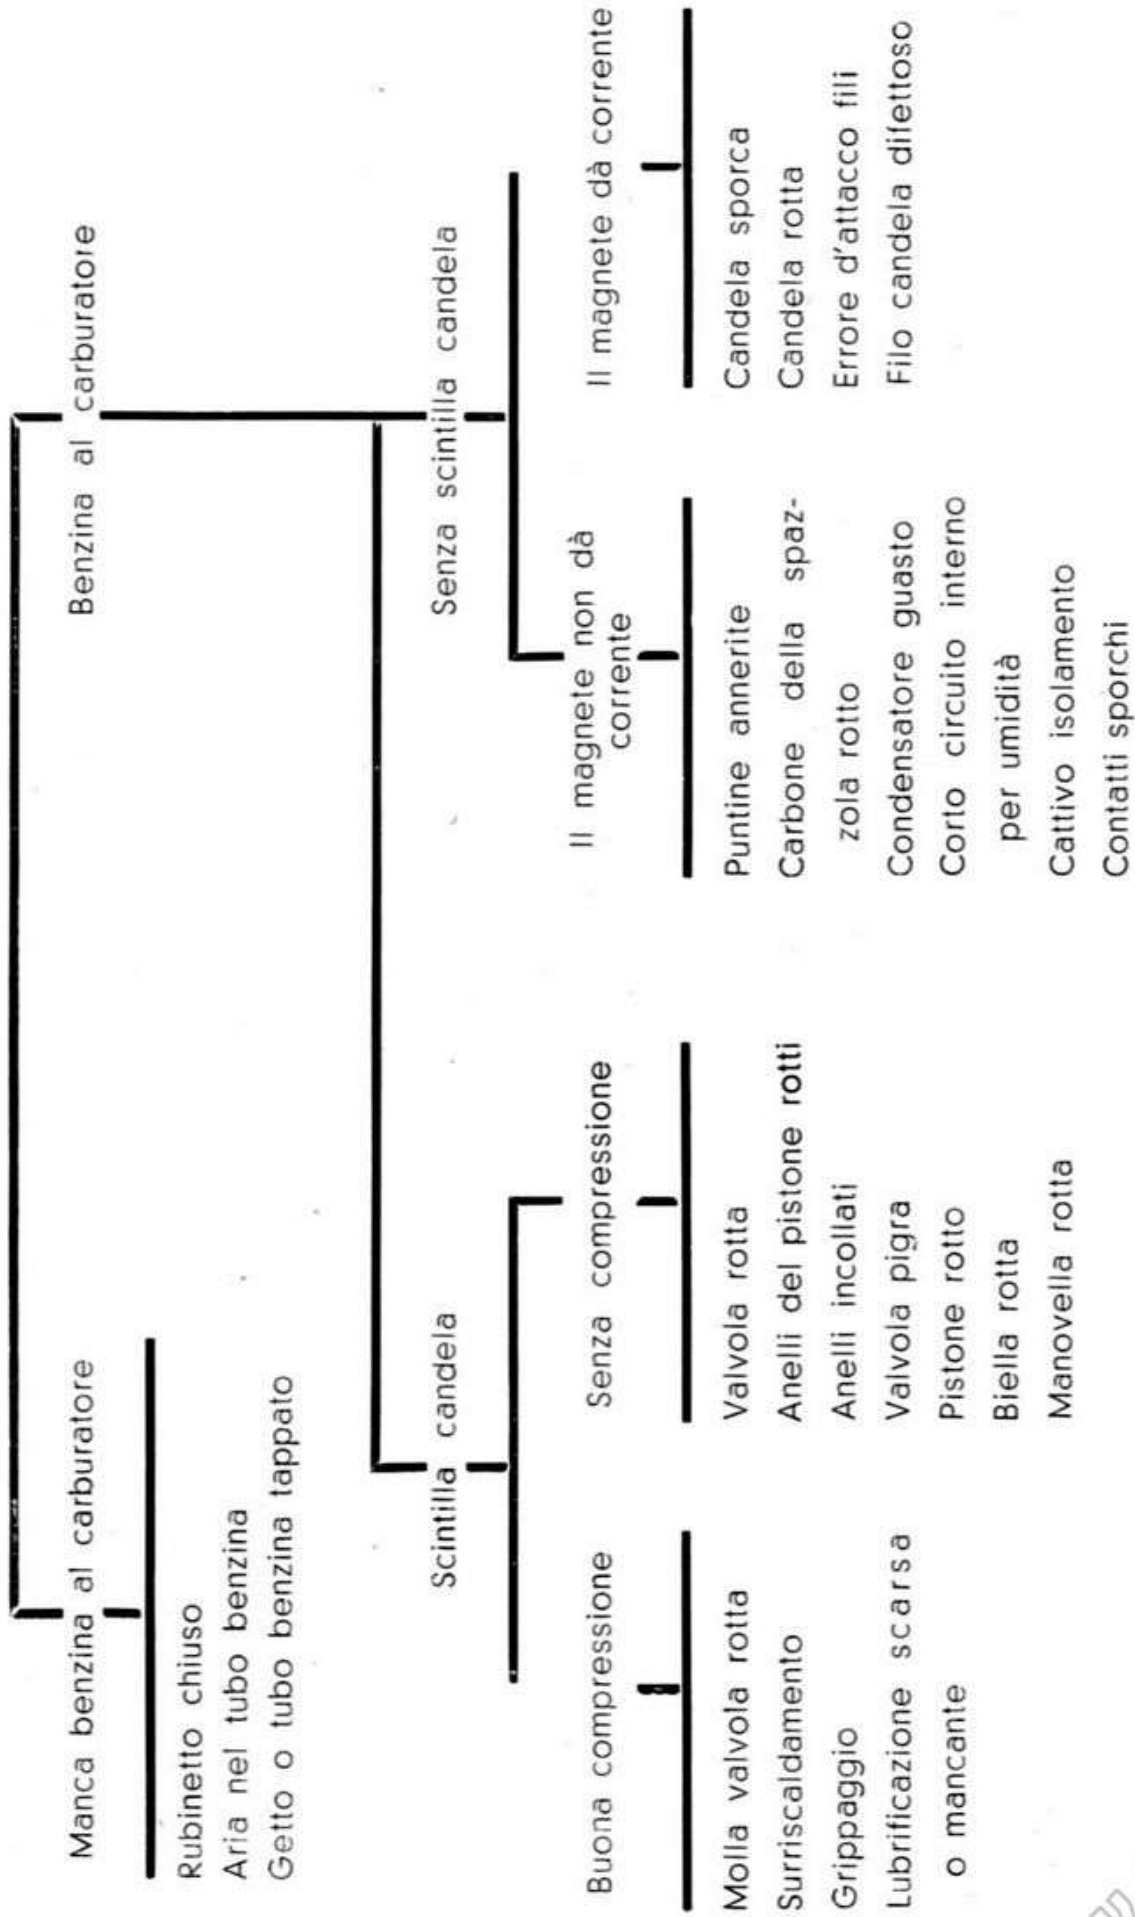 Manca benzina al carburatore
Rubinetto chiuso
Aria nel tubo benzina
Getto o tubo benzina tappato
Benzina al carburatore
Scintilla candela
Senza scintilla candela
Buona compressione
Molla valvola rotta
Surriscaldamento
Grippaggio
Lubrificazione scarsa
o mancante
Senza compressione
Valvola rotta
Anelli del pistone rotti
Anelli incollati
Valvola pigra
Pistone rotto
Biella rotta
Manovella rotta
Il magnete non dà
corrente
Puntine annerite
Carbone della spaz-
zola rotto
Condensatore guasto
Corto circuito interno
per umidità
Cattivo isolamento
Contatti sporchi
Il magnete dà corrente
Candela sporca
Candela rotta
Errore d'attacco fili
Filo candela difettoso